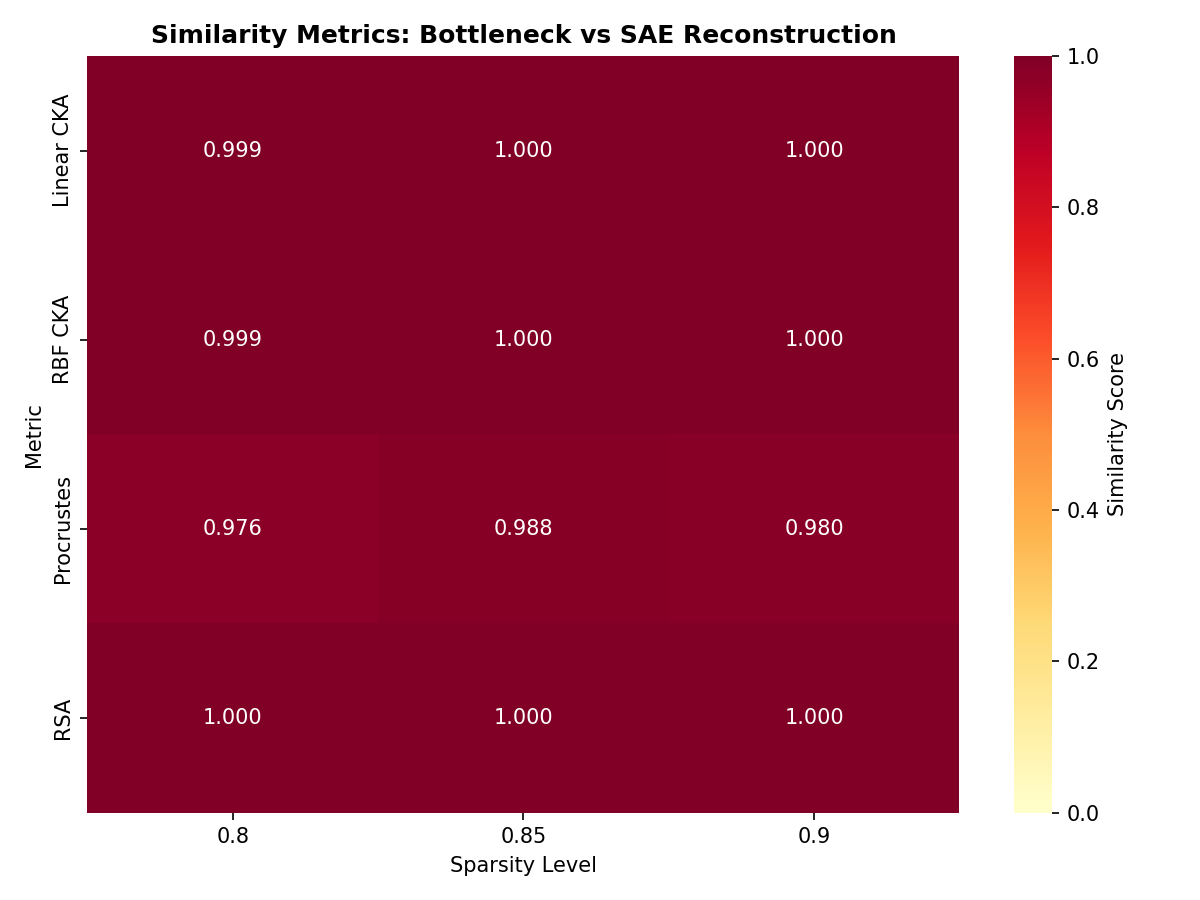 Similarity Metrics: Bottleneck vs SAE Reconstruction
Metric
Linear CKA
0.999 1.000 1.000
RBF CKA
0.999 1.000 1.000
Procrustes
0.976 0.988 0.980
RSA
1.000 1.000 1.000
0.8 0.85 0.9
Sparsity Level
1.0
0.8
0.6
0.4
0.2
0.0
Similarity Score